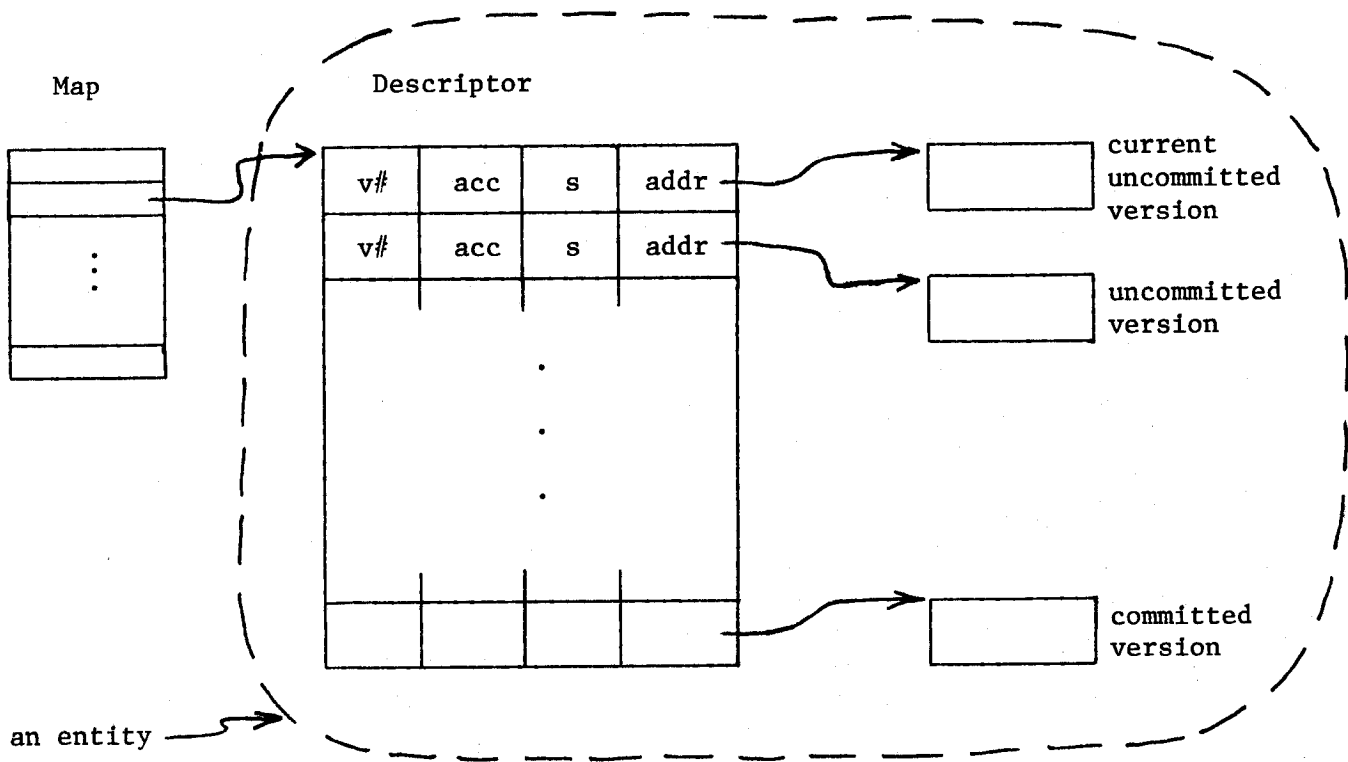 Map
Descriptor
v# acc s addr
v# acc s addr
current
uncommitted
version
uncommitted
version
committed
version
an entity